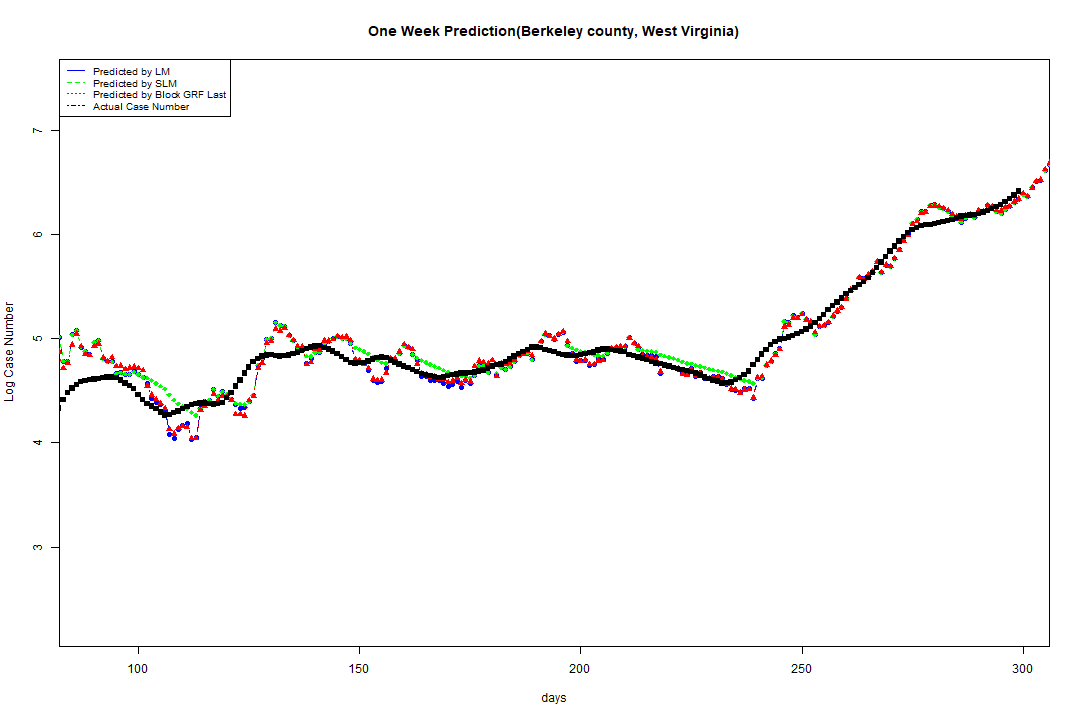 One Week Prediction(Berkeley county, West Virginia)
Predicted by LM
Predicted by SLM
Predicted by Block GRF Last
Actual Case Number
7
6
5
4
3
Log Case Number
100 150 200 250 300
days